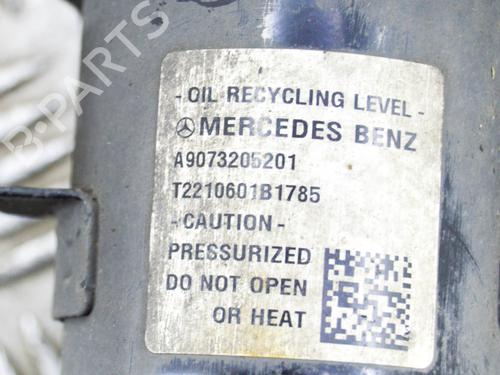 - OIL RECYCLING LEVEL -
MERCEDES BENZ
A9073205201
T2210601B1785
- CAUTION -
PRESSURIZED
DO NOT OPEN
OR HEAT
B-PARTS